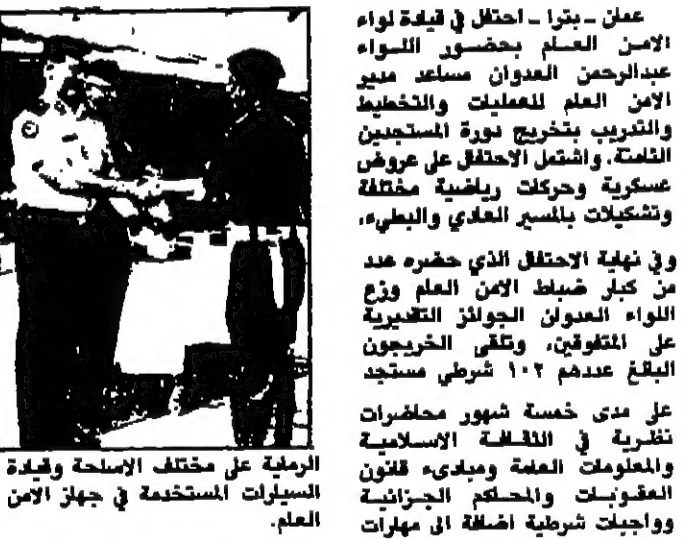 عمان ـ بترا ـ احتفل في قيادة لواء
الامن العام بحضور اللواء
عبدالرحمن العدوان مساعد مدير
الامن العام للعمليات والتخطيط
والتدريب بتخريج دورة المستجدين
الثامنة. واشتمل الاحتفال على عروض
عسكرية وحركات رياضية مختلفة
وتشكيلات بالمسير العادي والبطيء.
وفي نهاية الاحتفال الذي حضره عدد
من كبار ضباط الامن العام وزع
اللواء العدوان الجوائز التقديرية
على المتفوقين، وتلقى الخريجون
البالغ عددهم ١٠٢ شرطي مستجد
على مدى خمسة شهور محاضرات
نظرية في الثقافة الاسلامية
والمعلومات العامة ومبادىء قانون
العقوبات والمحاكم الجزائية
وواجبات شرطية اضافة الى مهارات
الرماية على مختلف الاسلحة وقيادة
السيارات المستخدمة في جهاز الامن
العام.